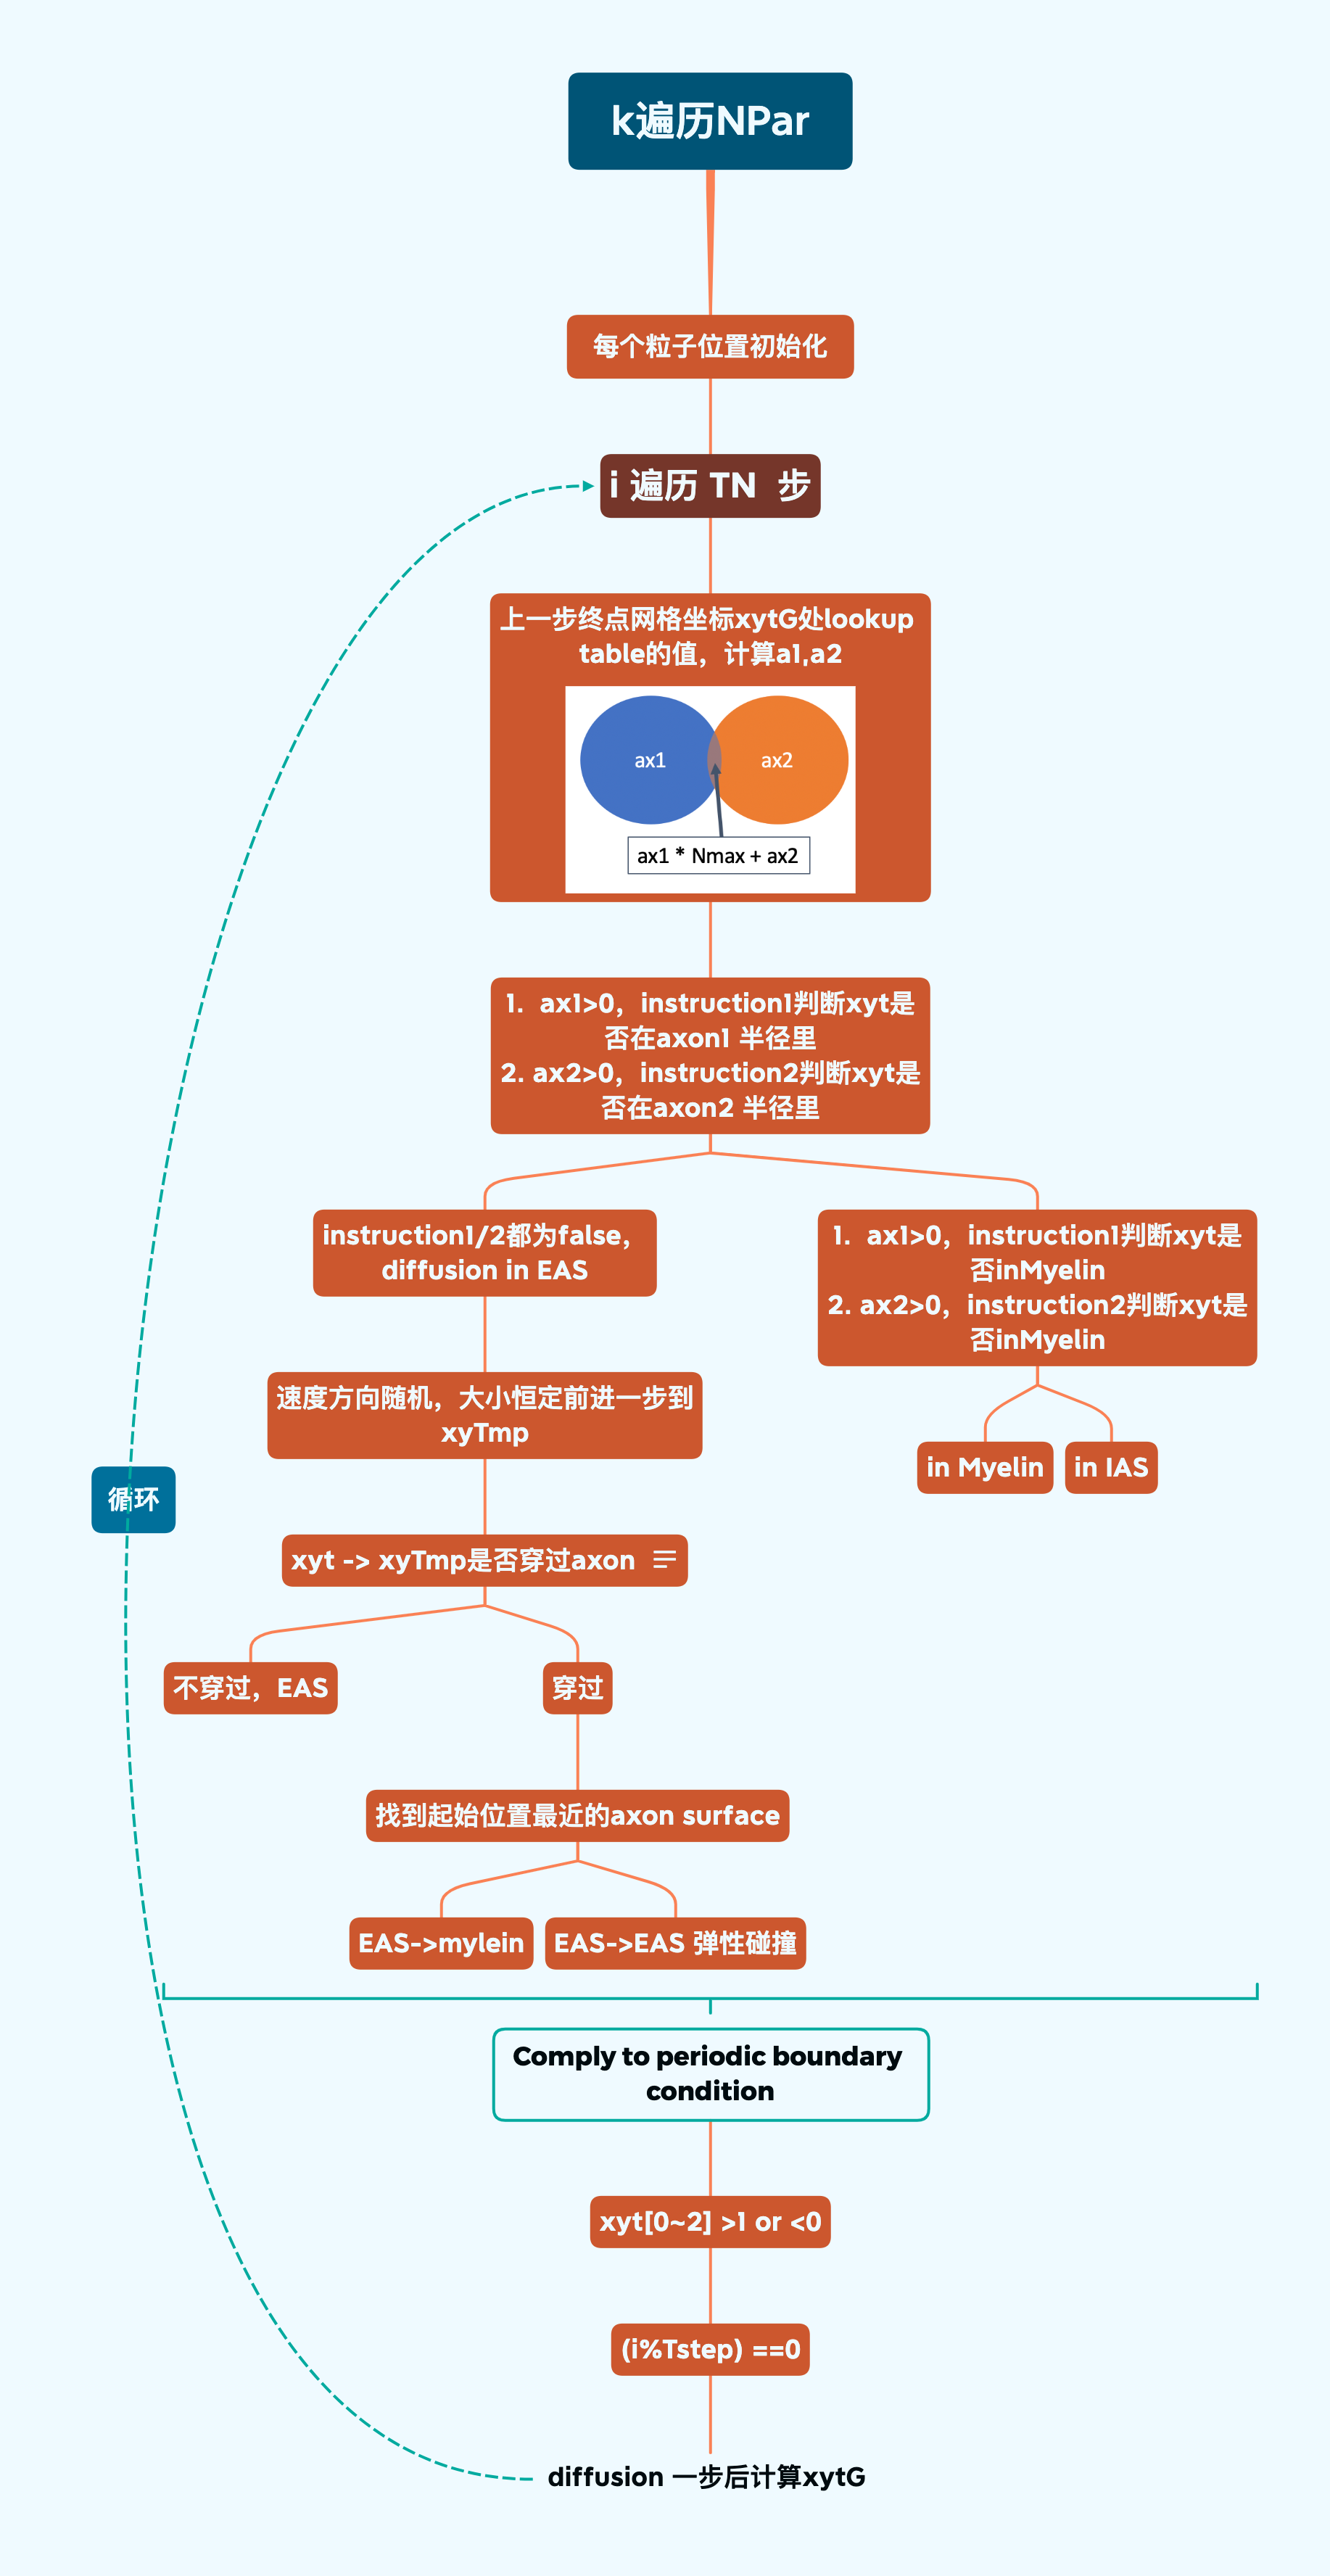 k遍历NPar
每个粒子位置初始化
i 遍历 TN 步
上一步终点网格坐标xytG处lookup
table的值，计算a1,a2
ax1
ax2
ax1 * Nmax + ax2
1. ax1>0，instruction1判断xyt是
否在axon1 半径里
2. ax2>0，instruction2判断xyt是
否在axon2 半径里
instruction1/2都为false，
diffusion in EAS
1. ax1>0，instruction1判断xyt是
否inMyelin
2. ax2>0，instruction2判断xyt是
否inMyelin
速度方向随机，大小恒定前进一步到
xyTmp
in Myelin
in IAS
循环
xyt -> xyTmp是否穿过axon
不穿过，EAS
穿过
找到起始位置最近的axon surface
EAS->mylein
EAS->EAS 弹性碰撞
Comply to periodic boundary
condition
xyt[0~2] >1 or <0
(i%Tstep) ==0
diffusion 一步后计算xytG